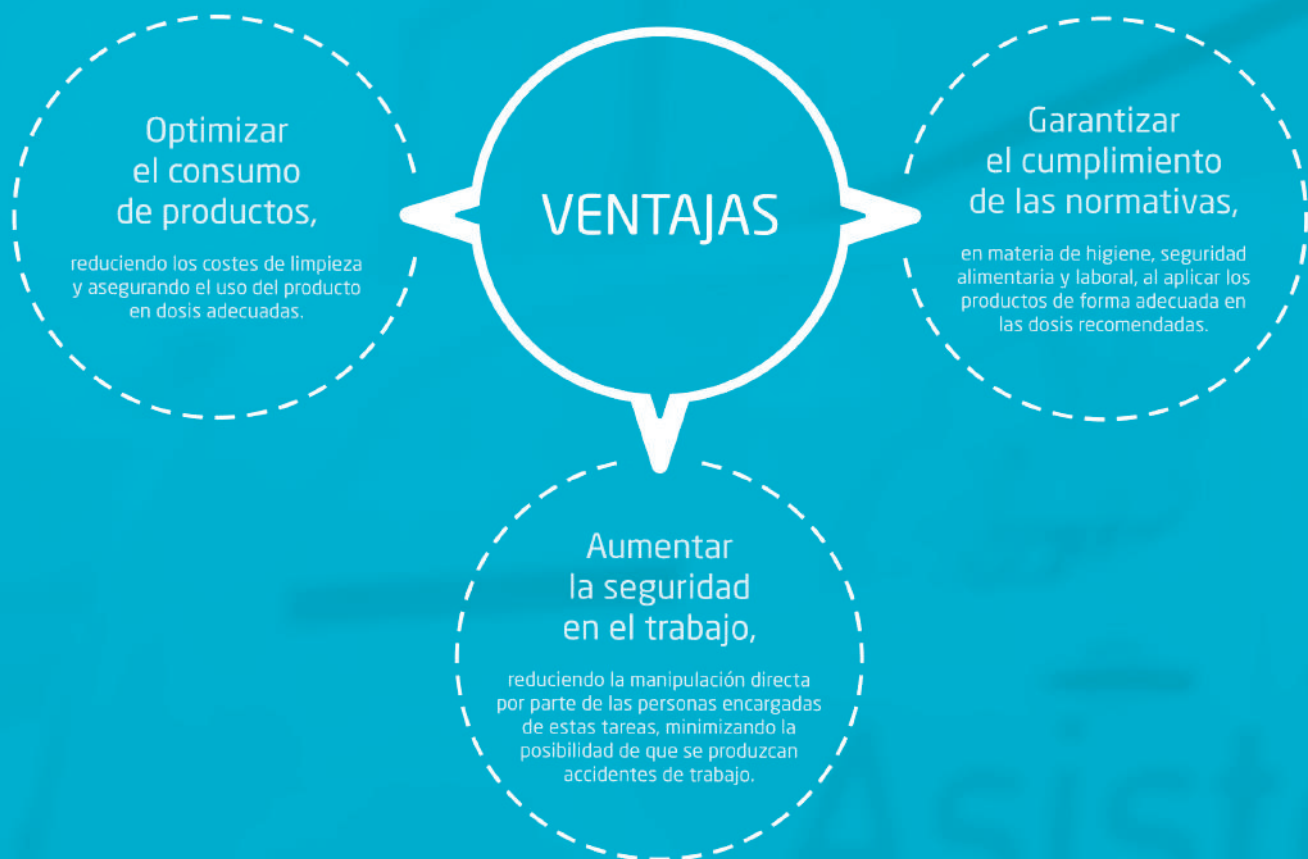 VENTAJAS
Optimizar
el consumo
de productos,
reduciendo los costes de limpieza
y asegurando el uso del producto
en dosis adecuadas.
Garantizar
el cumplimiento
de las normativas,
en materia de higiene, seguridad
alimentaria y laboral, al aplicar los
productos de forma adecuada en
las dosis recomendadas.
Aumentar
la seguridad
en el trabajo,
reduciendo la manipulación directa
por parte de las personas encargadas
de estas tareas, minimizando la
posibilidad de que se produzcan
accidentes de trabajo.